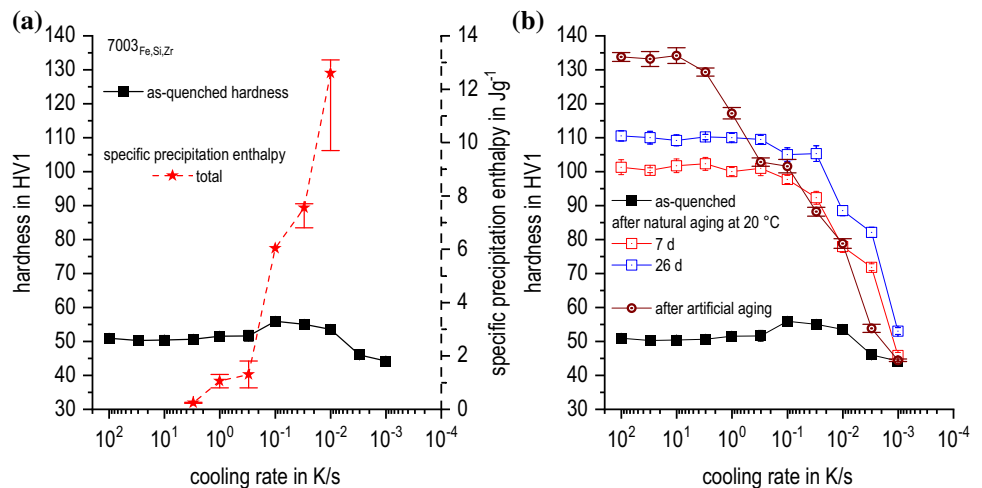 (a)
7003Fe,Si,Zr
as-quenched hardness
specific precipitation enthalpy
total
hardness in HV1
140
130
120
110
100
90
80
70
60
50
40
30
14
12
10
8
6
4
2
0
specific precipitation enthalpy in Jg-1
10² 10¹ 10⁰ 10⁻¹ 10⁻² 10⁻³ 10⁻⁴
cooling rate in K/s
(b)
hardness in HV1
140
130
120
110
100
90
80
70
60
50
40
30
as-quenched
after natural aging at 20 °C
7 d
26 d
after artificial aging
10² 10¹ 10⁰ 10⁻¹ 10⁻² 10⁻³ 10⁻⁴
cooling rate in K/s